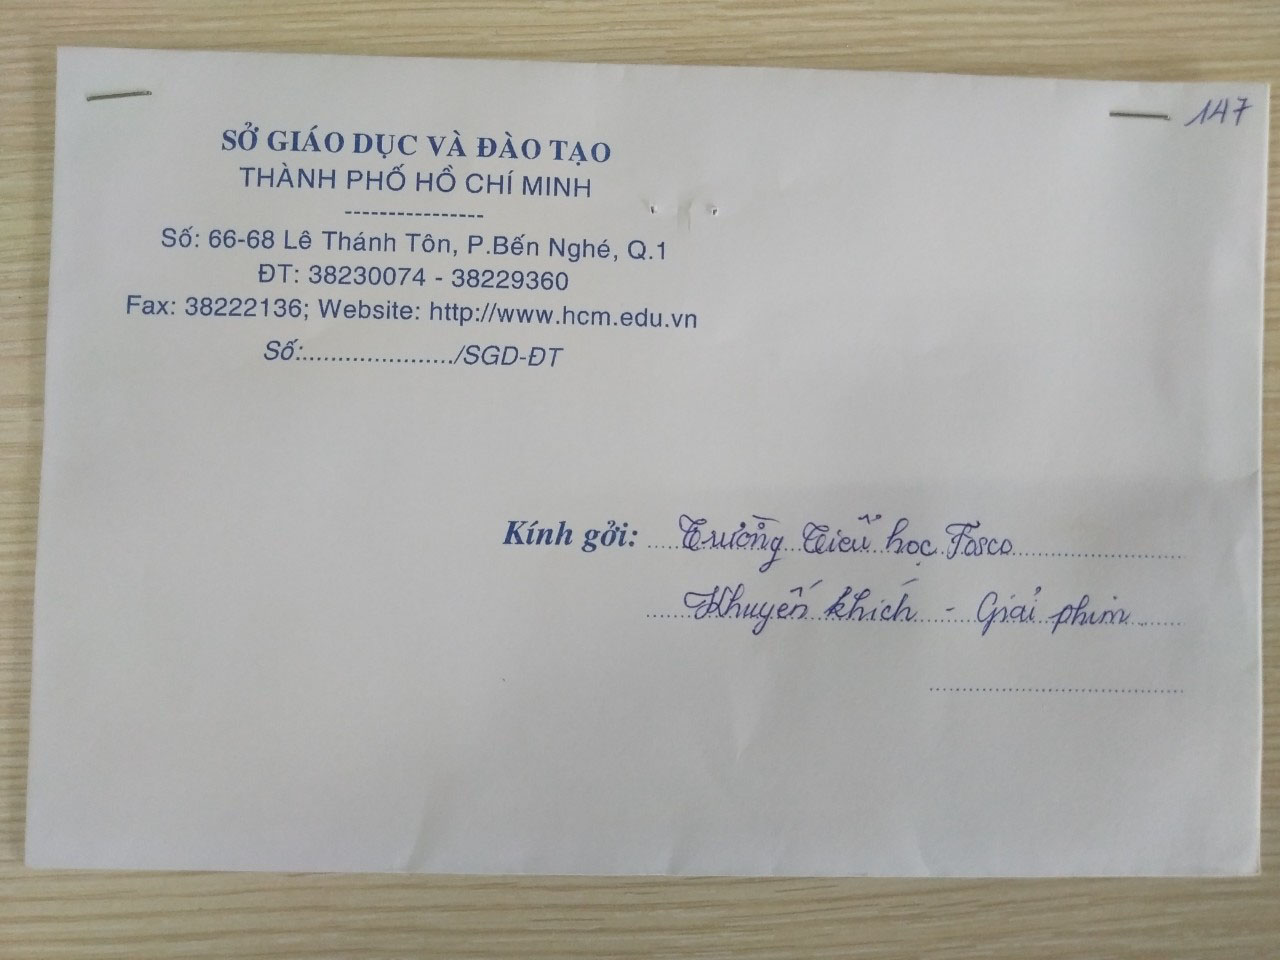 147
SỞ GIÁO DỤC VÀ ĐÀO TẠO
THÀNH PHỐ HỒ CHÍ MINH
----------------
Số: 66-68 Lê Thánh Tôn, P.Bến Nghé, Q.1
ĐT: 38230074 - 38229360
Fax: 38222136; Website: http://www.hcm.edu.vn
Số:....................../SGD-ĐT
Kính gởi: Trường Tiểu học Fosco
Khuyến khích - Giải phim